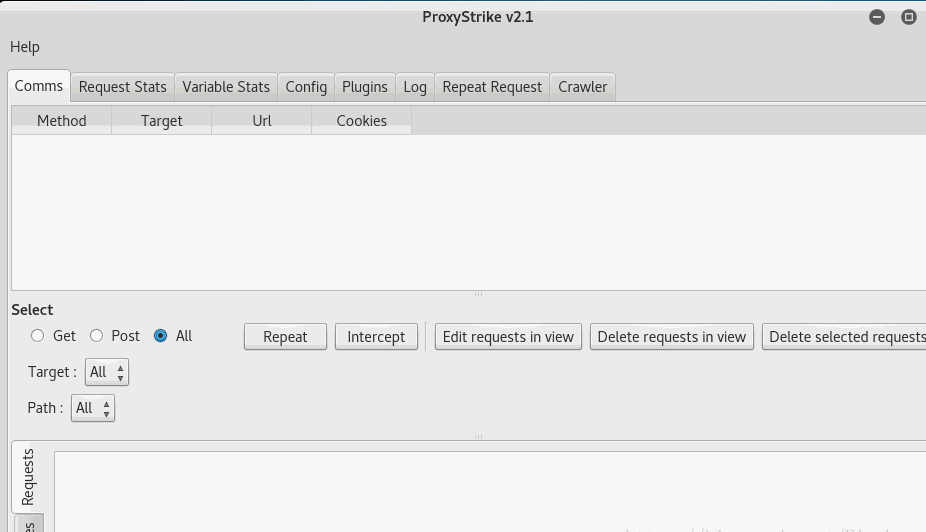 ProxyStrike v2.1
Help
Comms Request Stats Variable Stats Config Plugins Log Repeat Request Crawler
Method Target Url Cookies
Select
Get Post All Repeat Intercept Edit requests in view Delete requests in view Delete selected requests
Target : All
Path : All
Requests